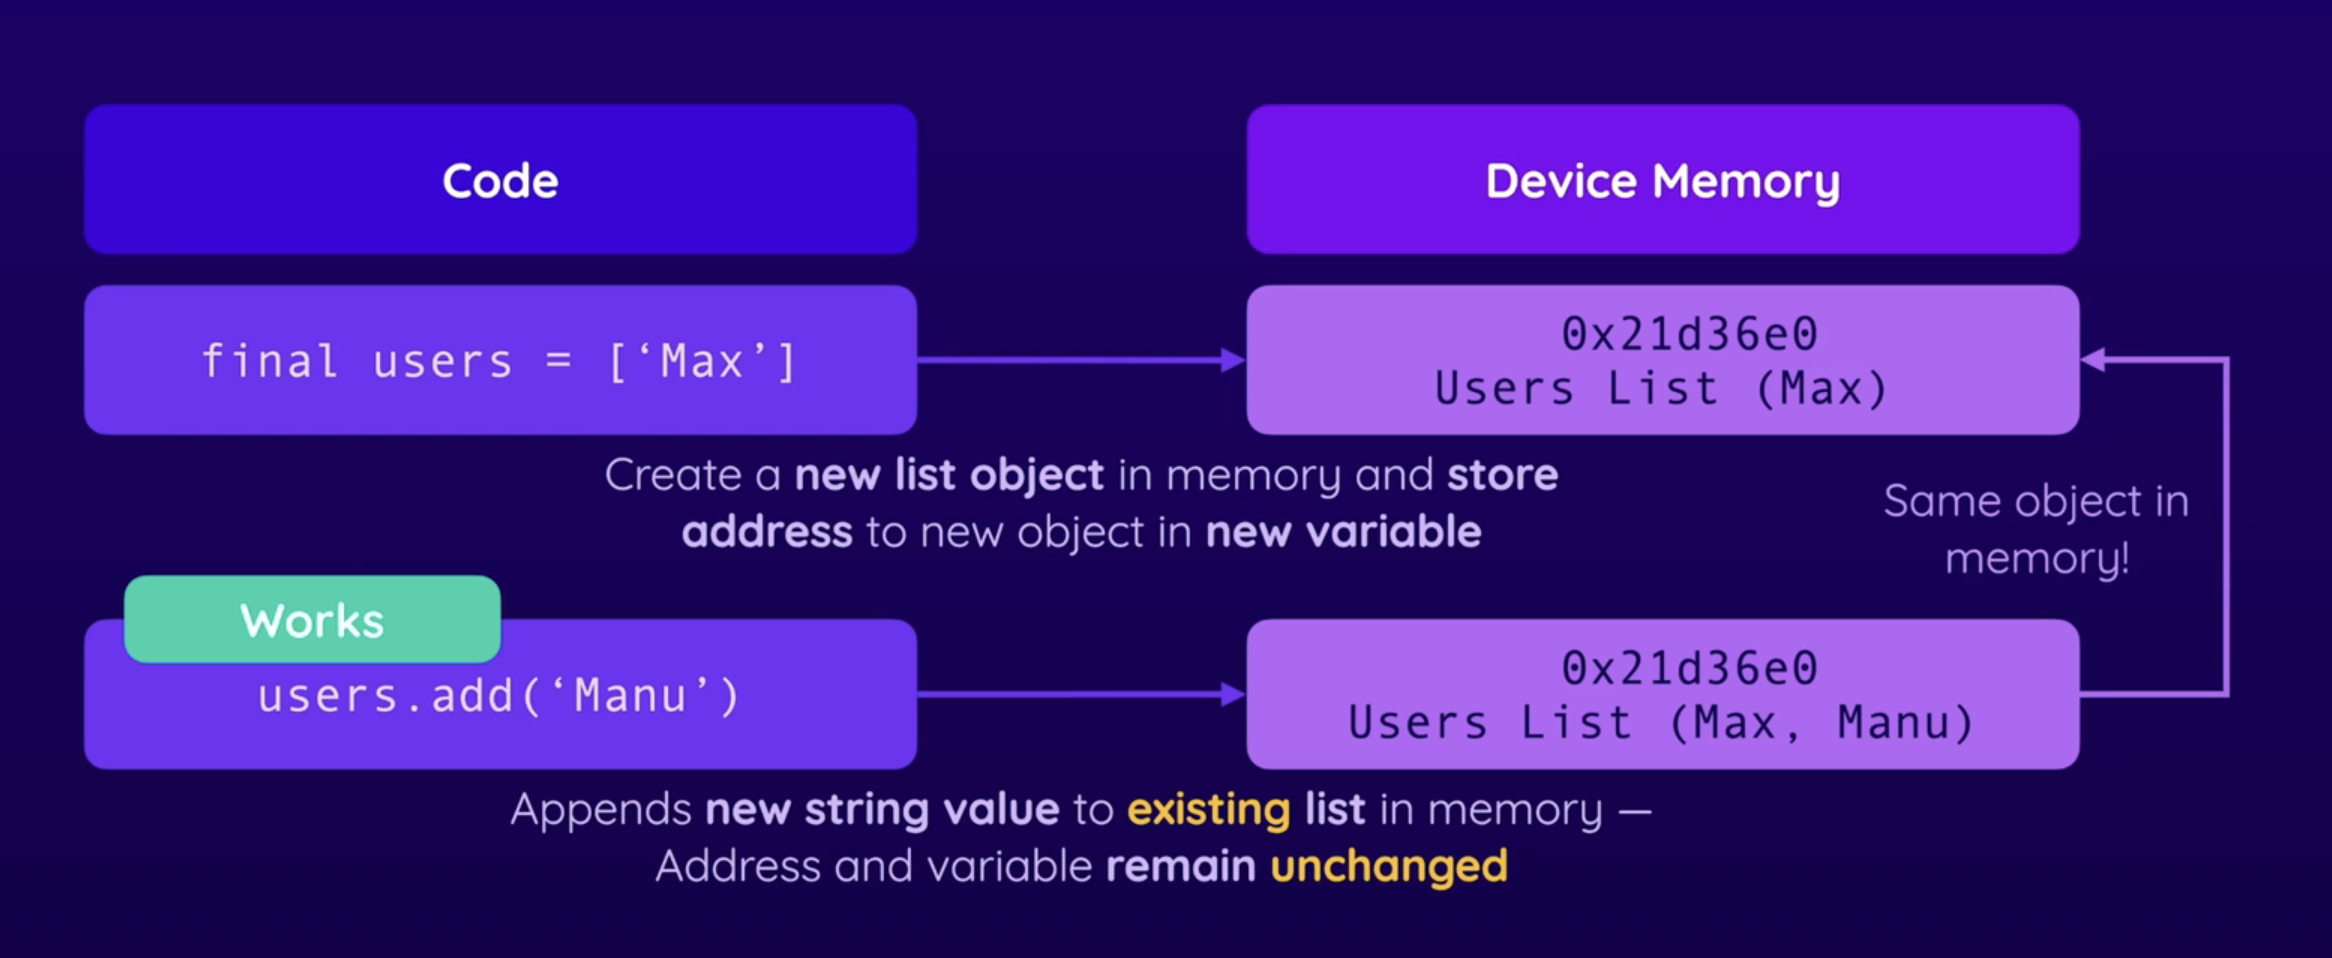 Code
Device Memory
final users = [‘Max’]
0x21d36e0
Users List (Max)
Create a new list object in memory and store
address to new object in new variable
Same object in
memory!
Works
users.add(‘Manu’)
0x21d36e0
Users List (Max, Manu)
Appends new string value to existing list in memory —
Address and variable remain unchanged